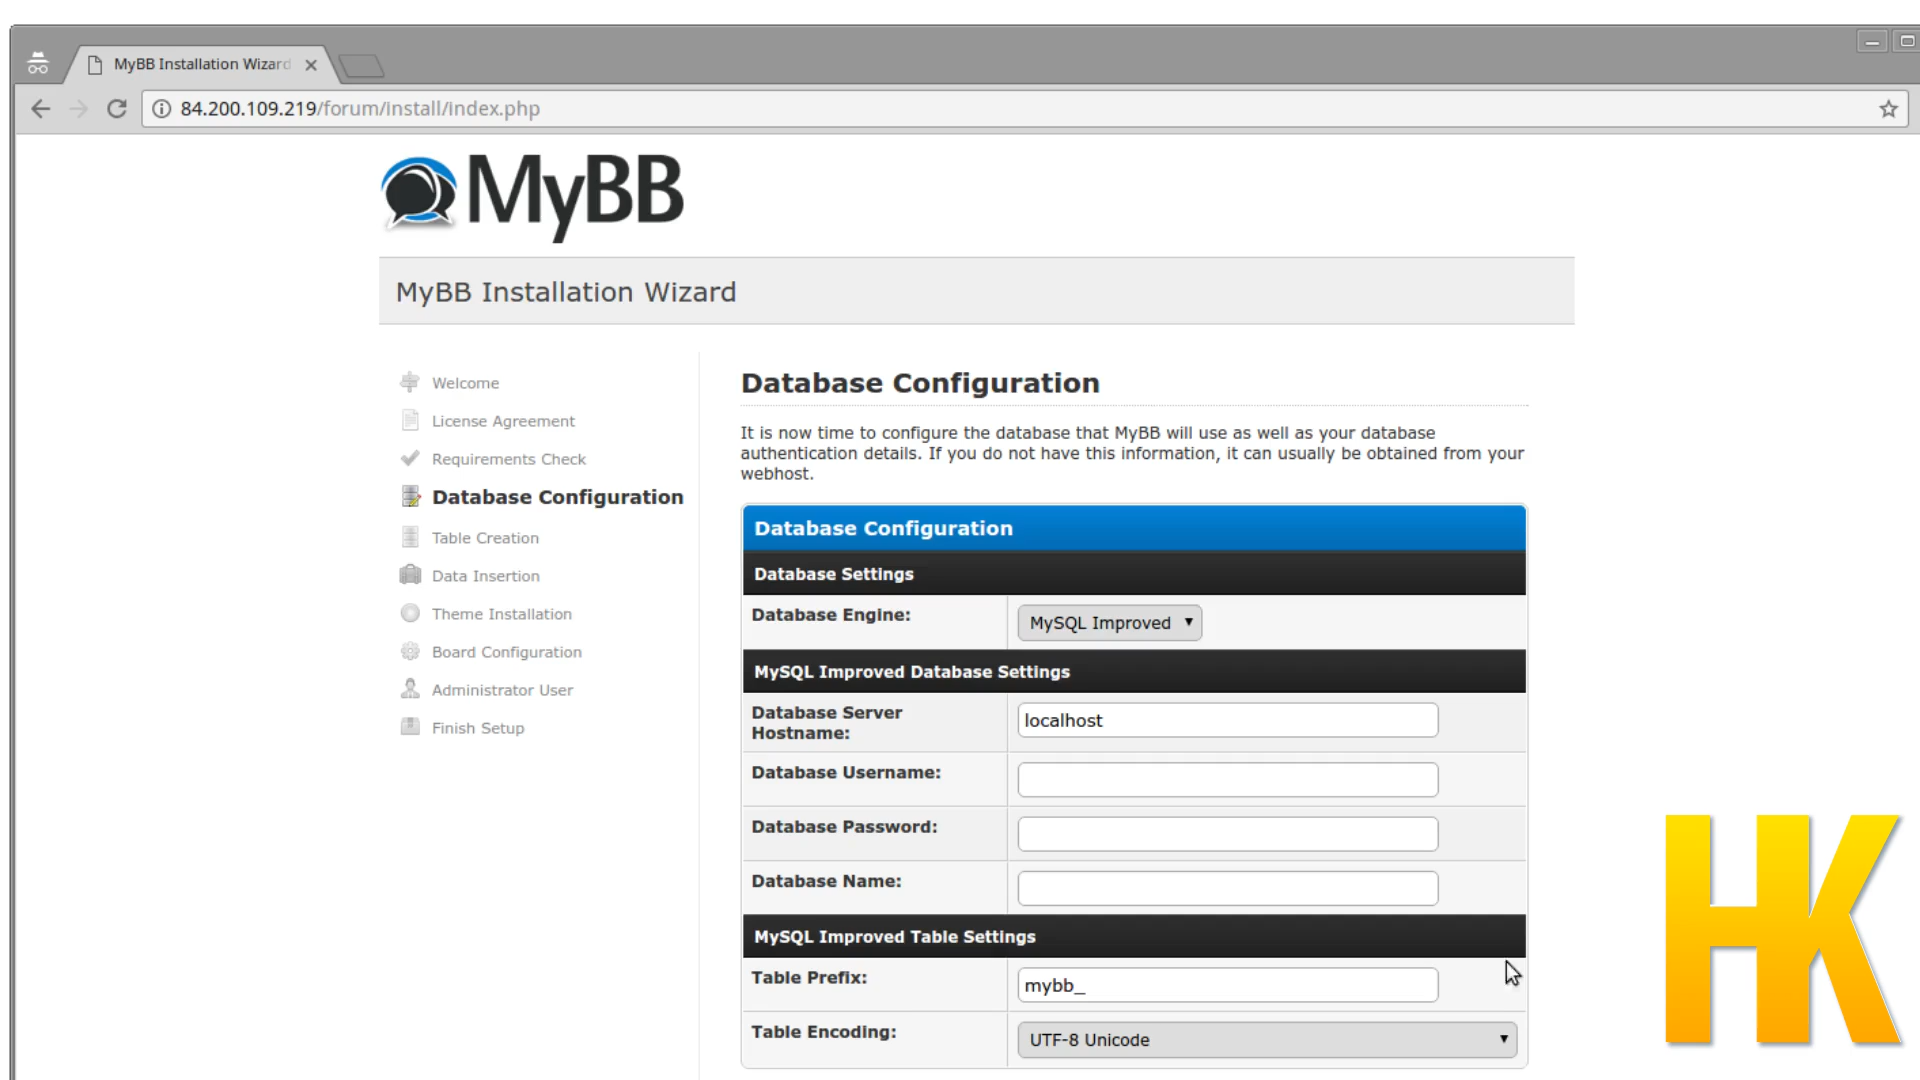 MyBB Installation Wizard
84.200.109.219/forum/install/index.php
MyBB
MyBB Installation Wizard
Welcome
License Agreement
Requirements Check
Database Configuration
Table Creation
Data Insertion
Theme Installation
Board Configuration
Administrator User
Finish Setup
Database Configuration
It is now time to configure the database that MyBB will use as well as your database
authentication details. If you do not have this information, it can usually be obtained from your
webhost.
Database Configuration
Database Settings
Database Engine:
MySQL Improved
MySQL Improved Database Settings
Database Server
Hostname:
localhost
Database Username:
Database Password:
Database Name:
MySQL Improved Table Settings
Table Prefix:
mybb_
Table Encoding:
UTF-8 Unicode
HK